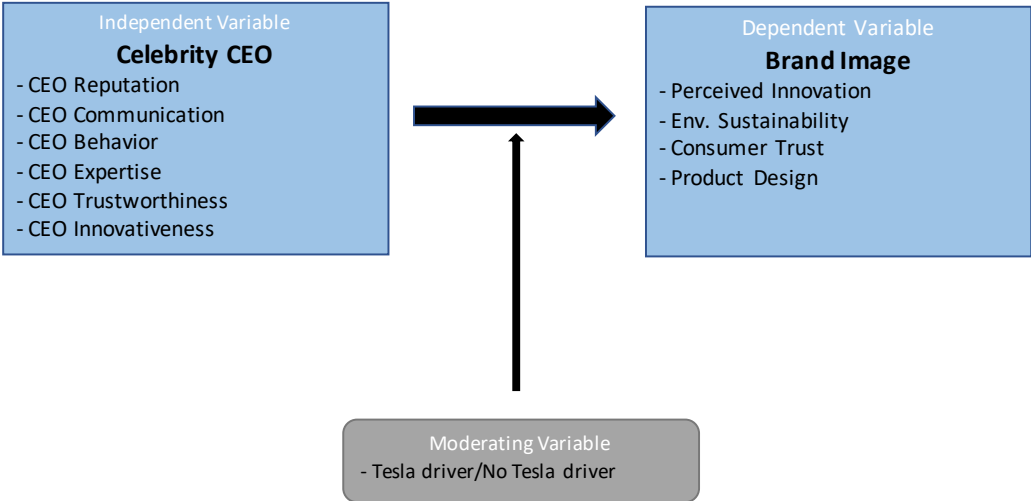 Independent Variable
Celebrity CEO
- CEO Reputation
- CEO Communication
- CEO Behavior
- CEO Expertise
- CEO Trustworthiness
- CEO Innovativeness
Dependent Variable
Brand Image
- Perceived Innovation
- Env. Sustainability
- Consumer Trust
- Product Design
Moderating Variable
- Tesla driver/No Tesla driver